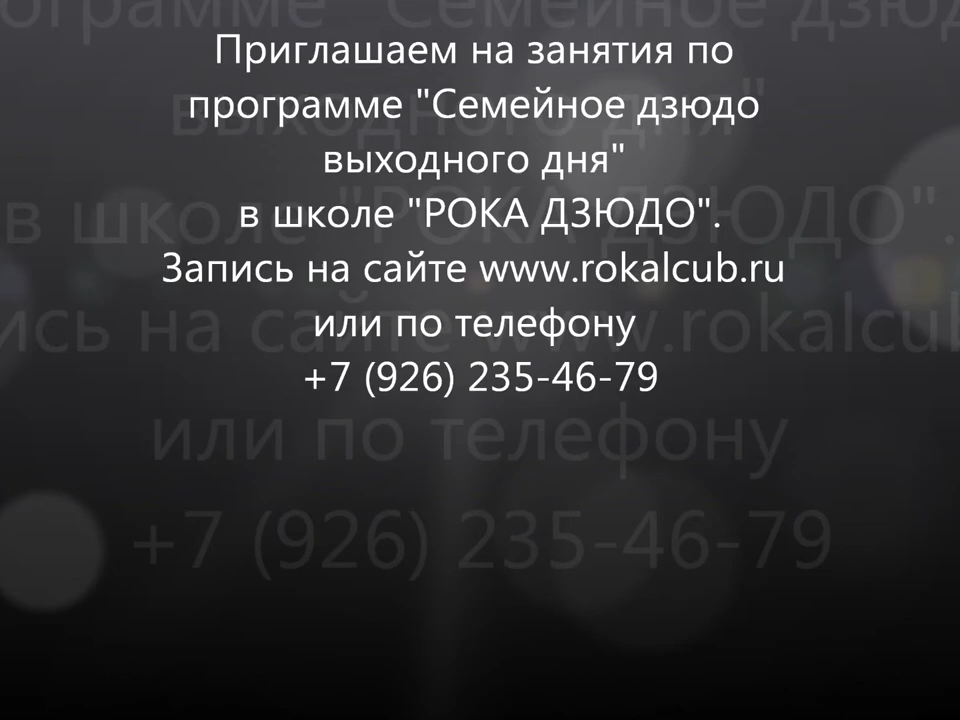 Приглашаем на занятия по
программе "Семейное дзюдо
выходного дня"
в школе "РОКА ДЗЮДО".
Запись на сайте www.rokalcub.ru
или по телефону
+7 (926) 235-46-79